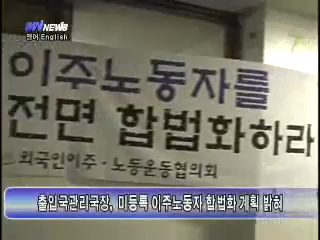 NEWS
영어 English
이주노동자를
전면 합법화하라
외국인이주·노동운동협의회
출입국관리국장, 미등록 이주노동자 합법화 계획 밝혀